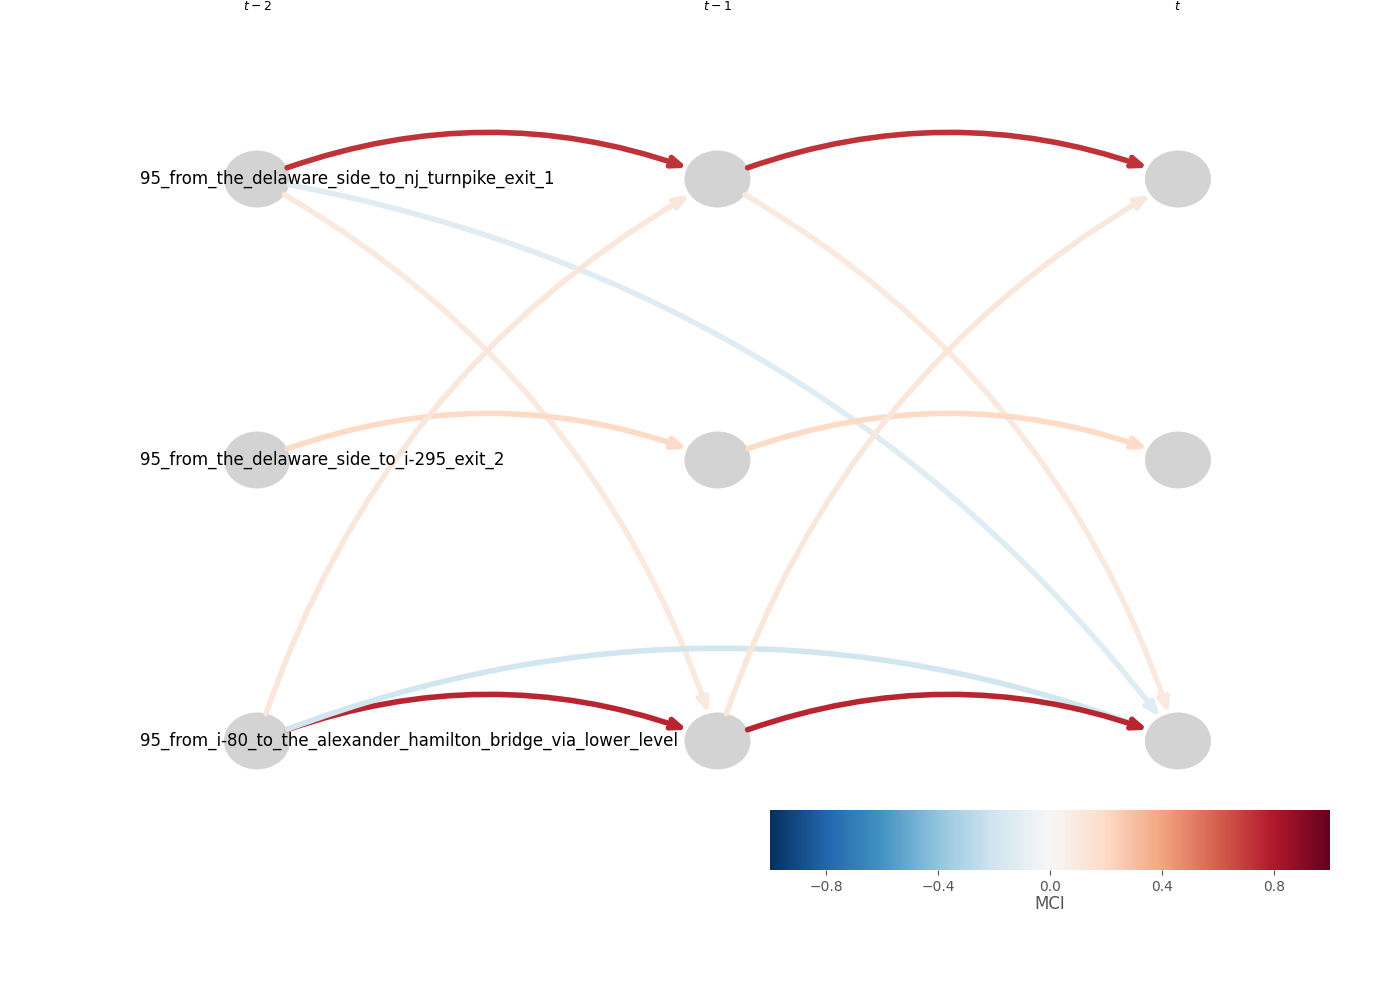 t − 2
t − 1
t
95_from_the_delaware_side_to_nj_turnpike_exit_1
95_from_the_delaware_side_to_i-295_exit_2
95_from_i-80_to_the_alexander_hamilton_bridge_via_lower_level
−0.8
−0.4
0.0
0.4
0.8
MCI